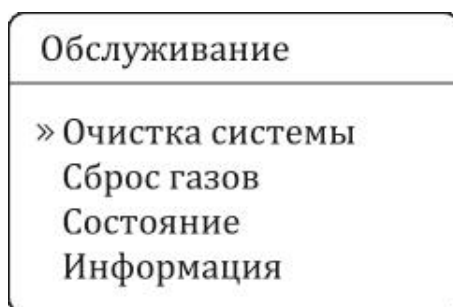 Обслуживание
» Очистка системы
Сброс газов
Состояние
Информация